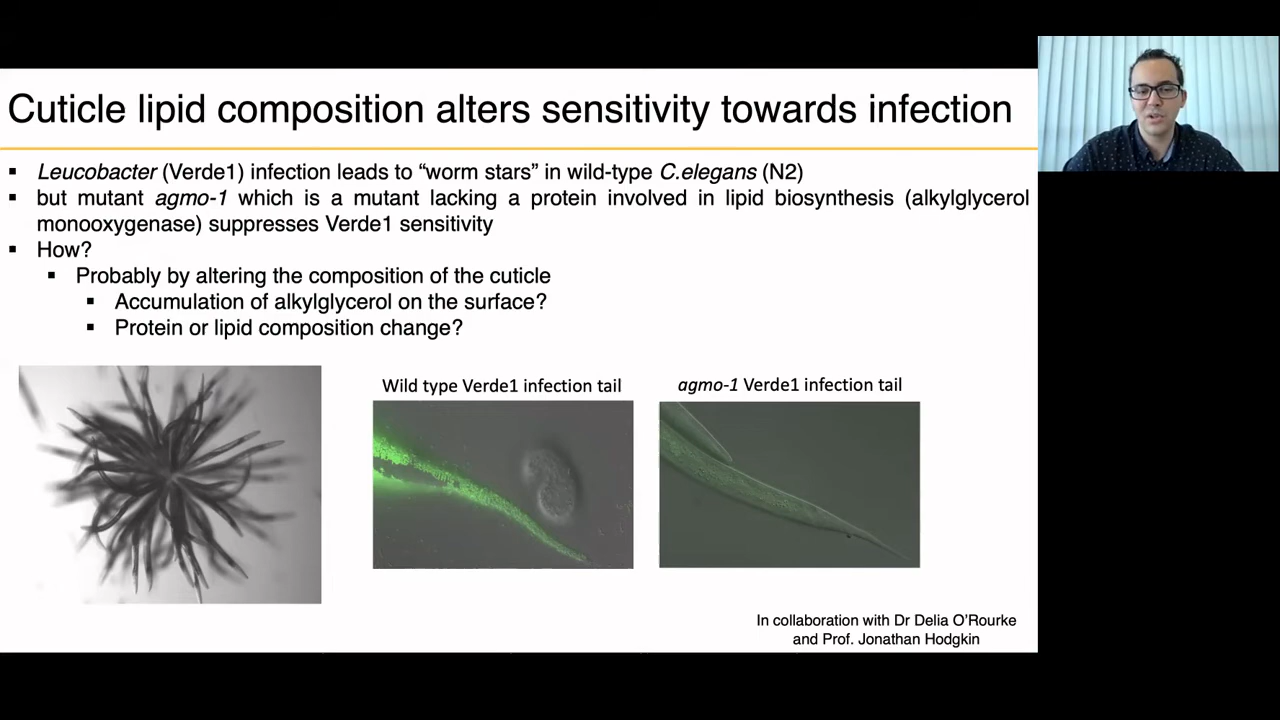 Cuticle lipid composition alters sensitivity towards infection
▪ Leucobacter (Verde1) infection leads to “worm stars” in wild-type C.elegans (N2)
▪ but mutant agmo-1 which is a mutant lacking a protein involved in lipid biosynthesis (alkylglycerol
monooxygenase) suppresses Verde1 sensitivity
▪ How?
▪ Probably by altering the composition of the cuticle
▪ Accumulation of alkylglycerol on the surface?
▪ Protein or lipid composition change?
Wild type Verde1 infection tail
agmo-1 Verde1 infection tail
In collaboration with Dr Delia O’Rourke
and Prof. Jonathan Hodgkin